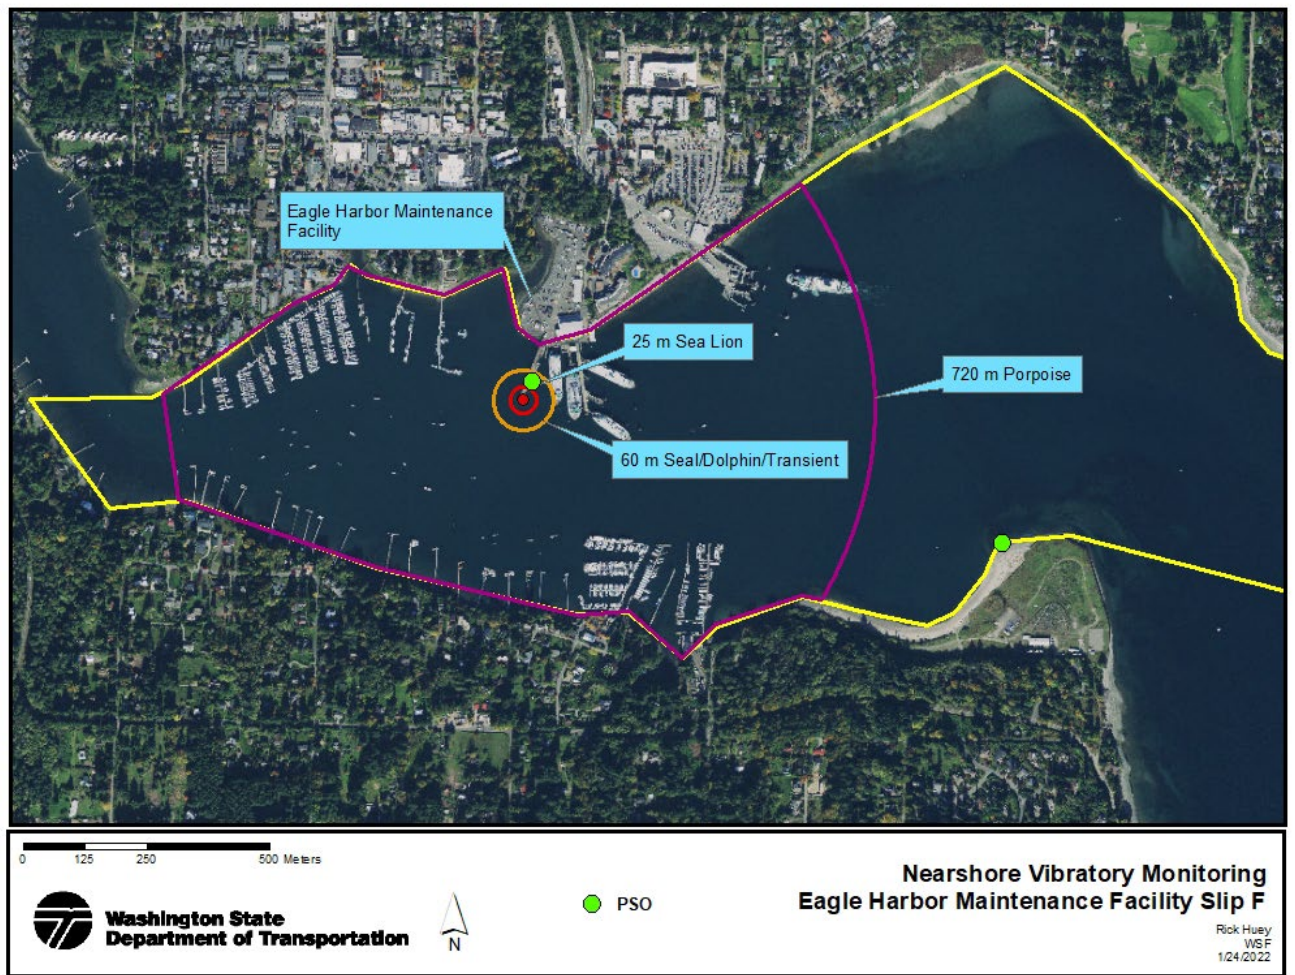 Eagle Harbor Maintenance
Facility
25 m Sea Lion
720 m Porpoise
60 m Seal/Dolphin/Transient
0 125 250 500 Meters
Washington State
Department of Transportation
N
PSO
Nearshore Vibratory Monitoring
Eagle Harbor Maintenance Facility Slip F
Rick Huey
WSF
1/24/2022